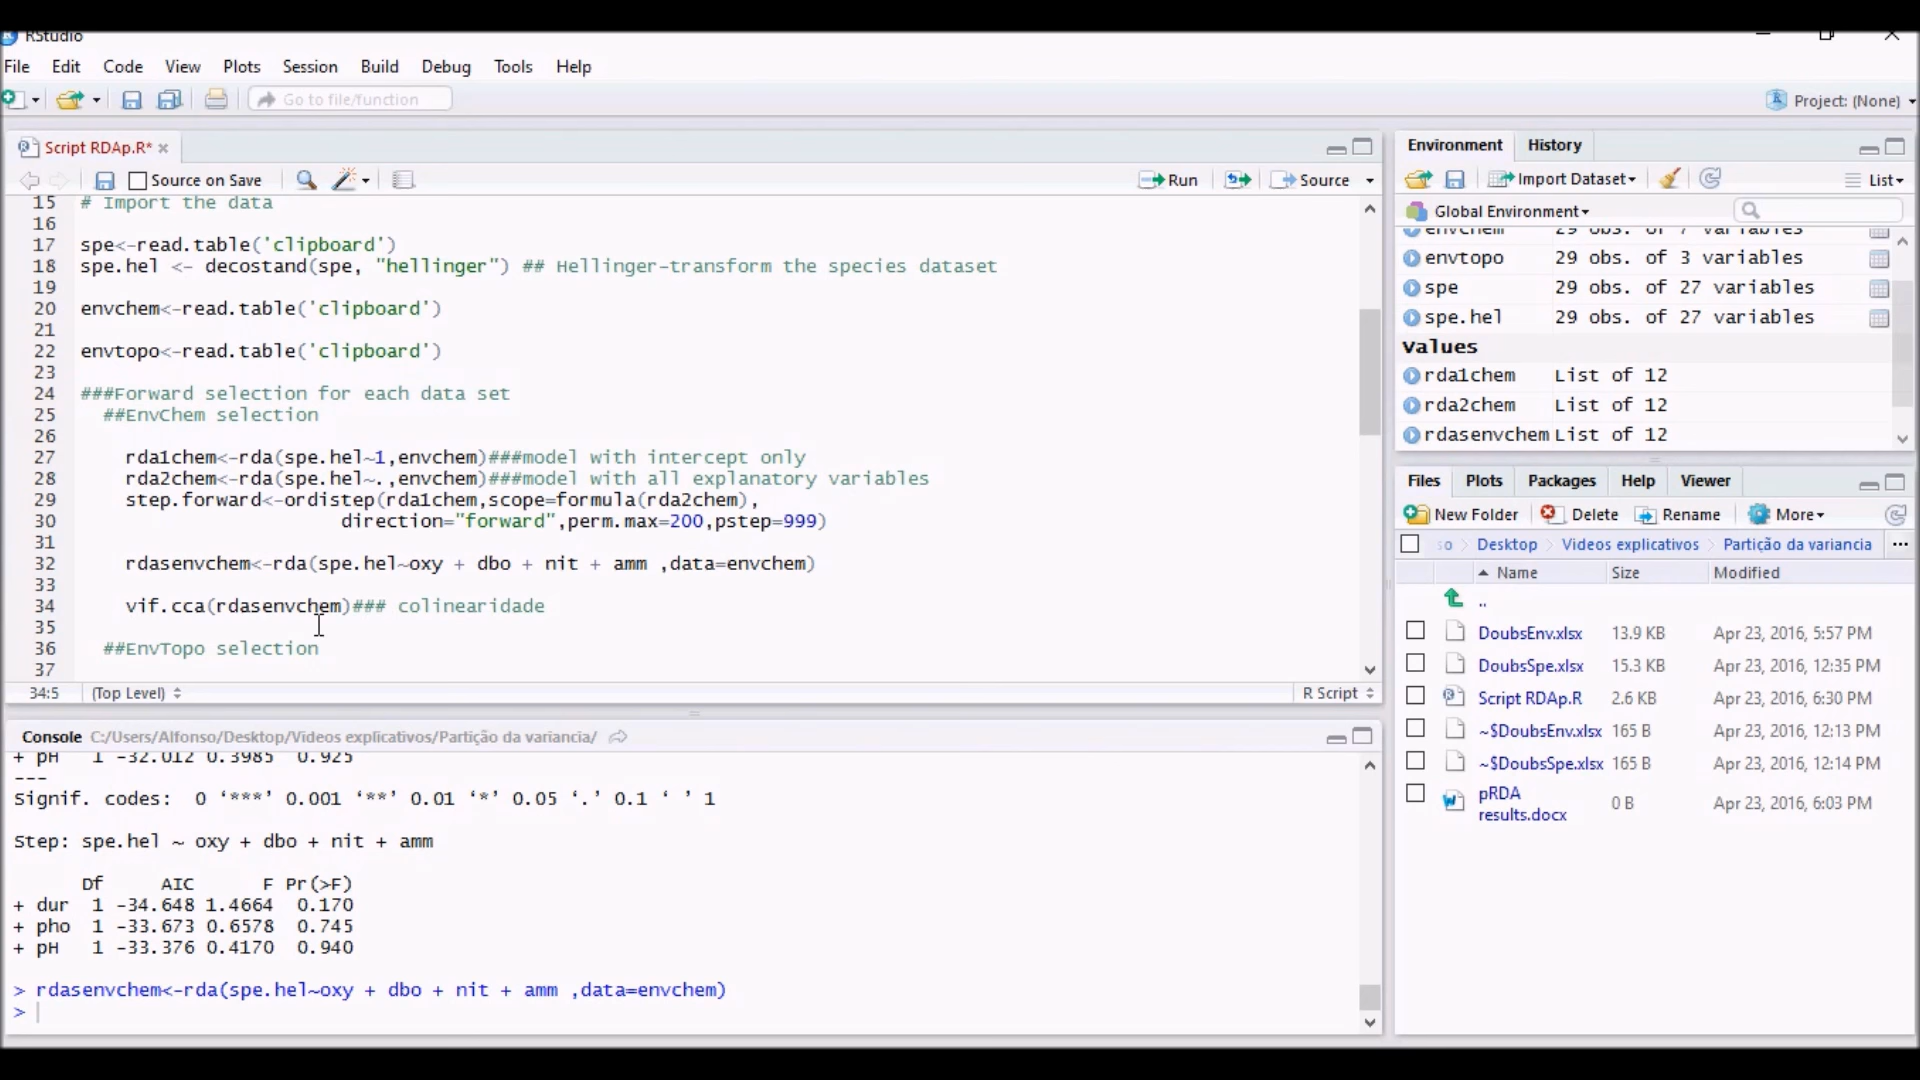 RStudio
File Edit Code View Plots Session Build Debug Tools Help
Go to file/function
Project: (None)
Script RDAp.R*
Source on Save
Run
Source
15 # Import the data
16
17 spe<-read.table('clipboard')
18 spe.hel <- decostand(spe, "hellinger") ## Hellinger-transform the species dataset
19
20 envchem<-read.table('clipboard')
21
22 envtopo<-read.table('clipboard')
23
24 ###Forward selection for each data set
25 ##EnvChem selection
26
27 rda1chem<-rda(spe.hel~1,envchem)###model with intercept only
28 rda2chem<-rda(spe.hel~.,envchem)###model with all explanatory variables
29 step.forward<-ordistep(rda1chem,scope=formula(rda2chem),
30 direction="forward",perm.max=200,pstep=999)
31
32 rdasenvchem<-rda(spe.hel~oxy + dbo + nit + amm ,data=envchem)
33
34 vif.cca(rdasenvchem)### colinearidade
35
36 ##EnvTopo selection
37
34:5 (Top Level) R Script
Console C:/Users/Alfonso/Desktop/Videos explicativos/Partição da variancia/
+ pH 1 -32.012 0.3985 0.925
---
Signif. codes: 0 ‘***’ 0.001 ‘**’ 0.01 ‘*’ 0.05 ‘.’ 0.1 ‘ ’ 1
Step: spe.hel ~ oxy + dbo + nit + amm
Df AIC F Pr(>F)
+ dur 1 -34.648 1.4664 0.170
+ pho 1 -33.673 0.6578 0.745
+ pH 1 -33.376 0.4170 0.940
> rdasenvchem<-rda(spe.hel~oxy + dbo + nit + amm ,data=envchem)
>
Environment History
Import Dataset List
Global Environment
envchem 29 obs. of 7 variables
envtopo 29 obs. of 3 variables
spe 29 obs. of 27 variables
spe.hel 29 obs. of 27 variables
Values
rda1chem List of 12
rda2chem List of 12
rdasenvchem List of 12
Files Plots Packages Help Viewer
New Folder Delete Rename More
so Desktop Videos explicativos Partição da variancia ...
Name Size Modified
..
DoubsEnv.xlsx 13.9 KB Apr 23, 2016, 5:57 PM
DoubsSpe.xlsx 15.3 KB Apr 23, 2016, 12:35 PM
Script RDAp.R 2.6 KB Apr 23, 2016, 6:30 PM
~$DoubsEnv.xlsx 165 B Apr 23, 2016, 12:13 PM
~$DoubsSpe.xlsx 165 B Apr 23, 2016, 12:14 PM
pRDA
results.docx 0 B Apr 23, 2016, 6:03 PM